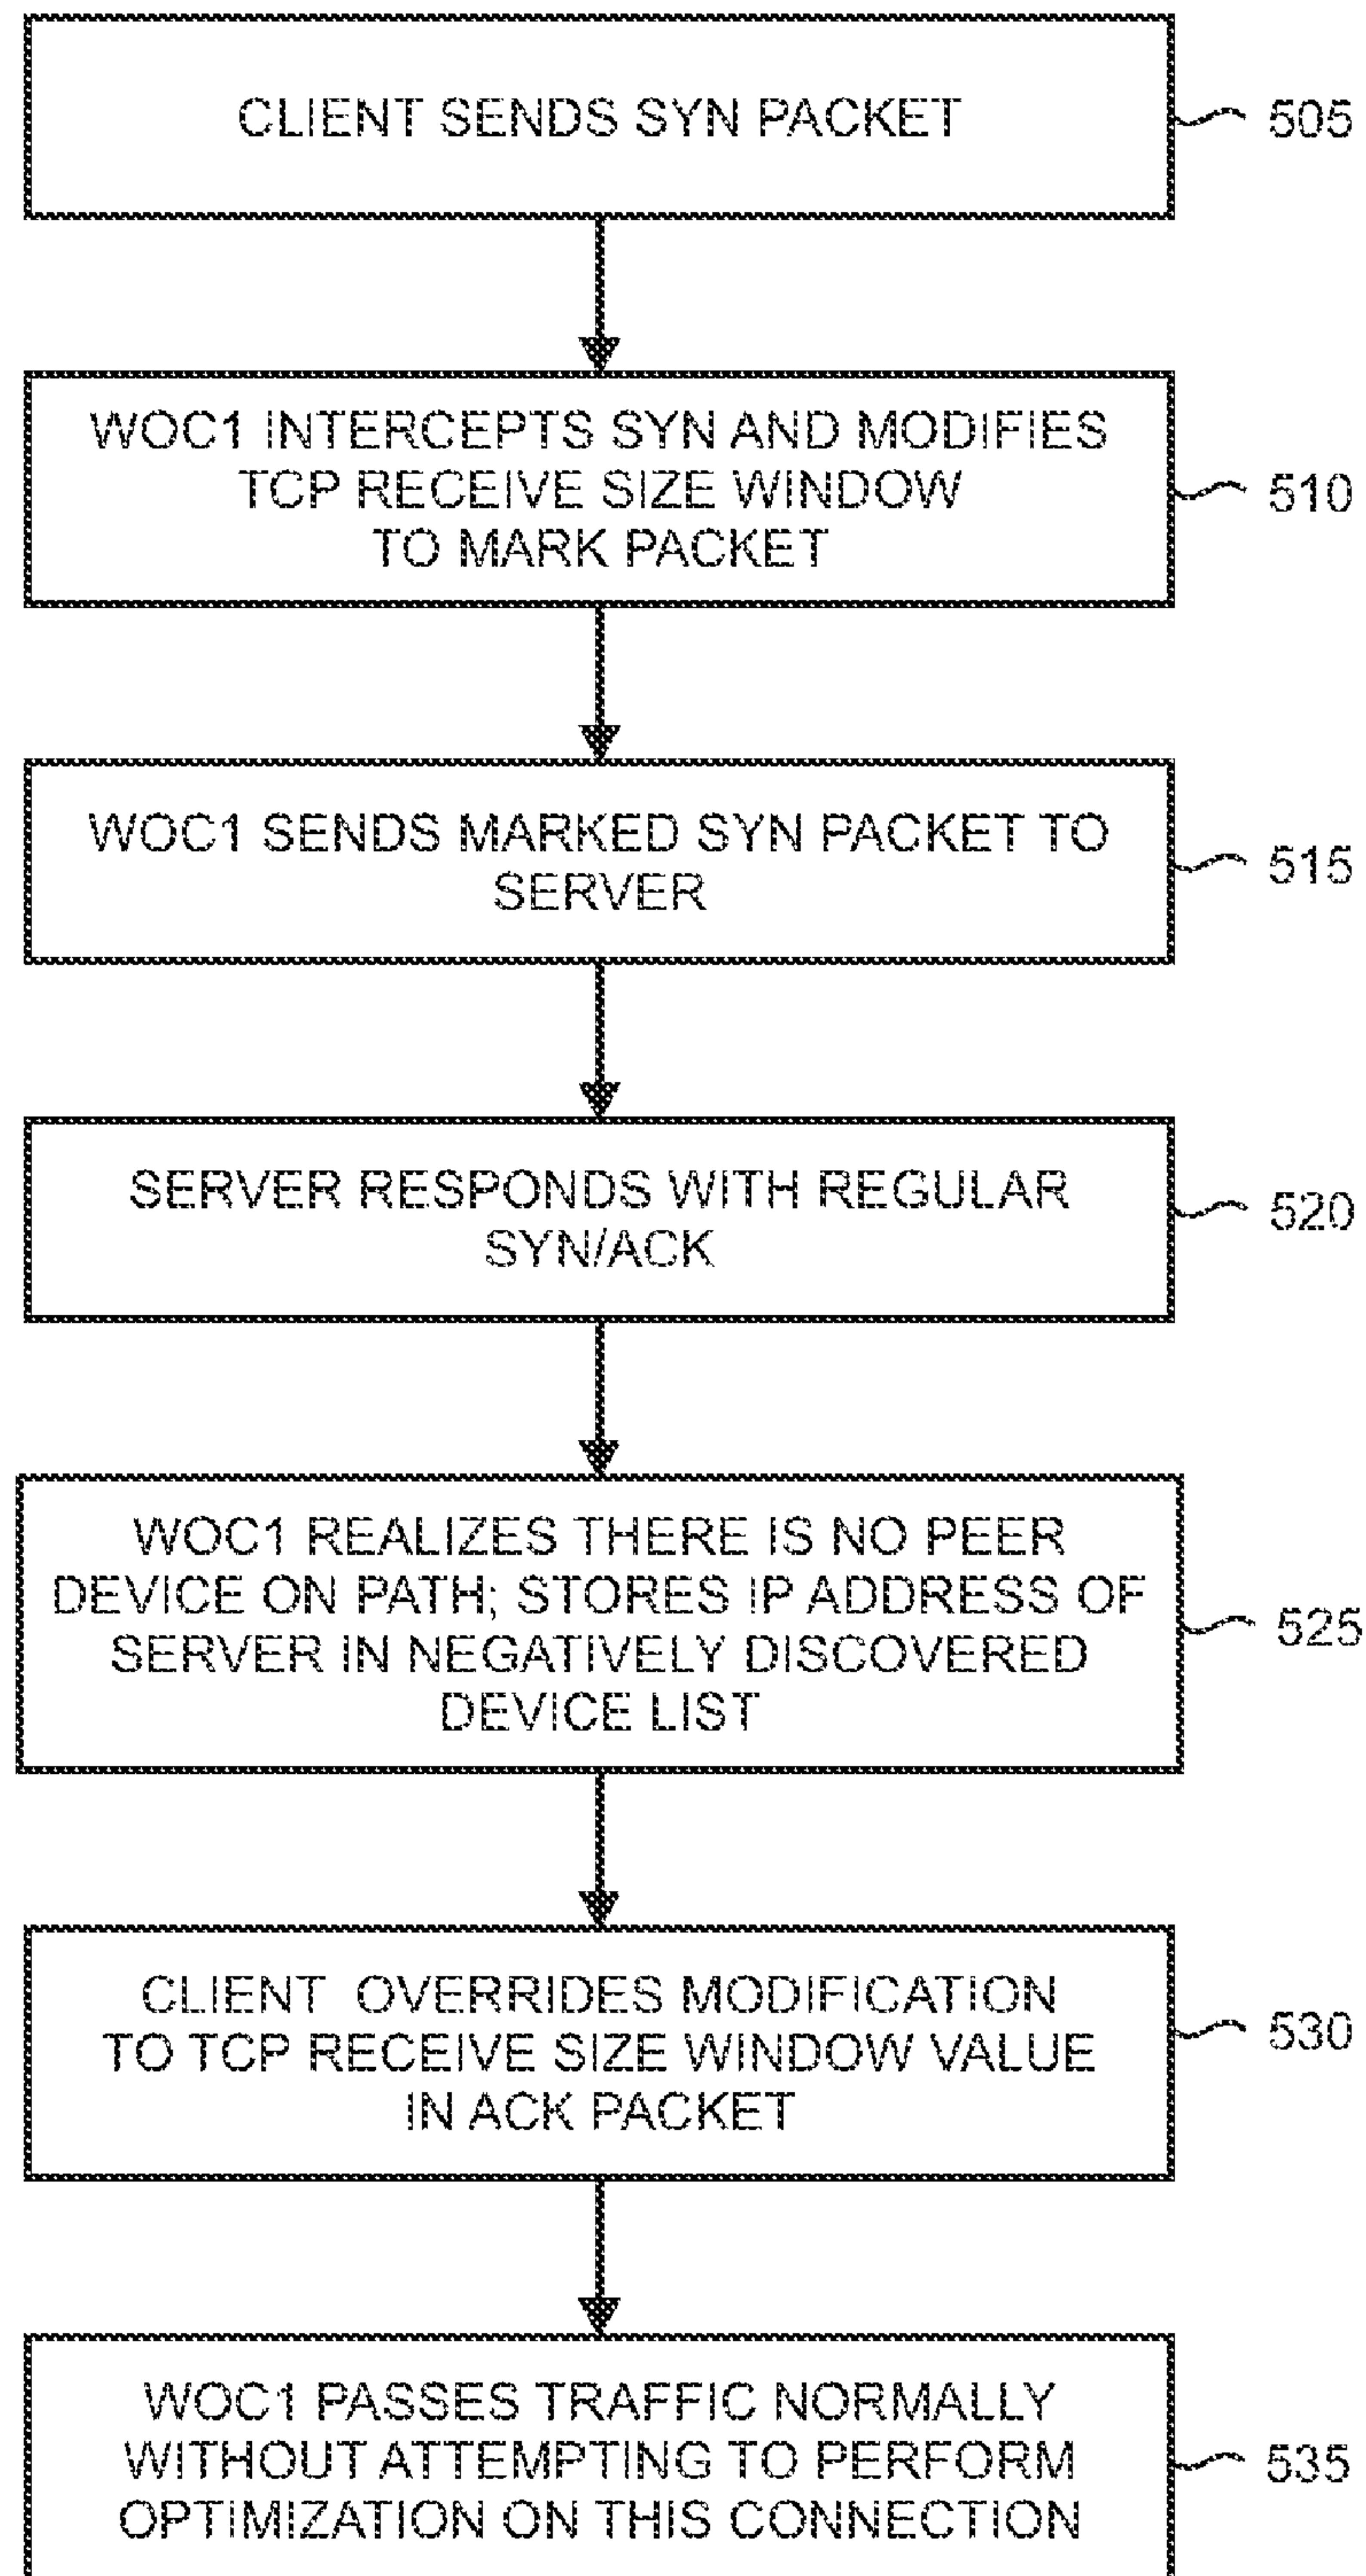 CLIENT SENDS SYN PACKET
505
WOC1 INTERCEPTS SYN AND MODIFIES
TCP RECEIVE SIZE WINDOW
TO MARK PACKET
510
WOC1 SENDS MARKED SYN PACKET TO
SERVER
515
SERVER RESPONDS WITH REGULAR
SYN/ACK
520
WOC1 REALIZES THERE IS NO PEER
DEVICE ON PATH; STORES IP ADDRESS OF
SERVER IN NEGATIVELY DISCOVERED
DEVICE LIST
525
CLIENT OVERRIDES MODIFICATION
TO TCP RECEIVE SIZE WINDOW VALUE
IN ACK PACKET
530
WOC1 PASSES TRAFFIC NORMALLY
WITHOUT ATTEMPTING TO PERFORM
OPTIMIZATION ON THIS CONNECTION
535